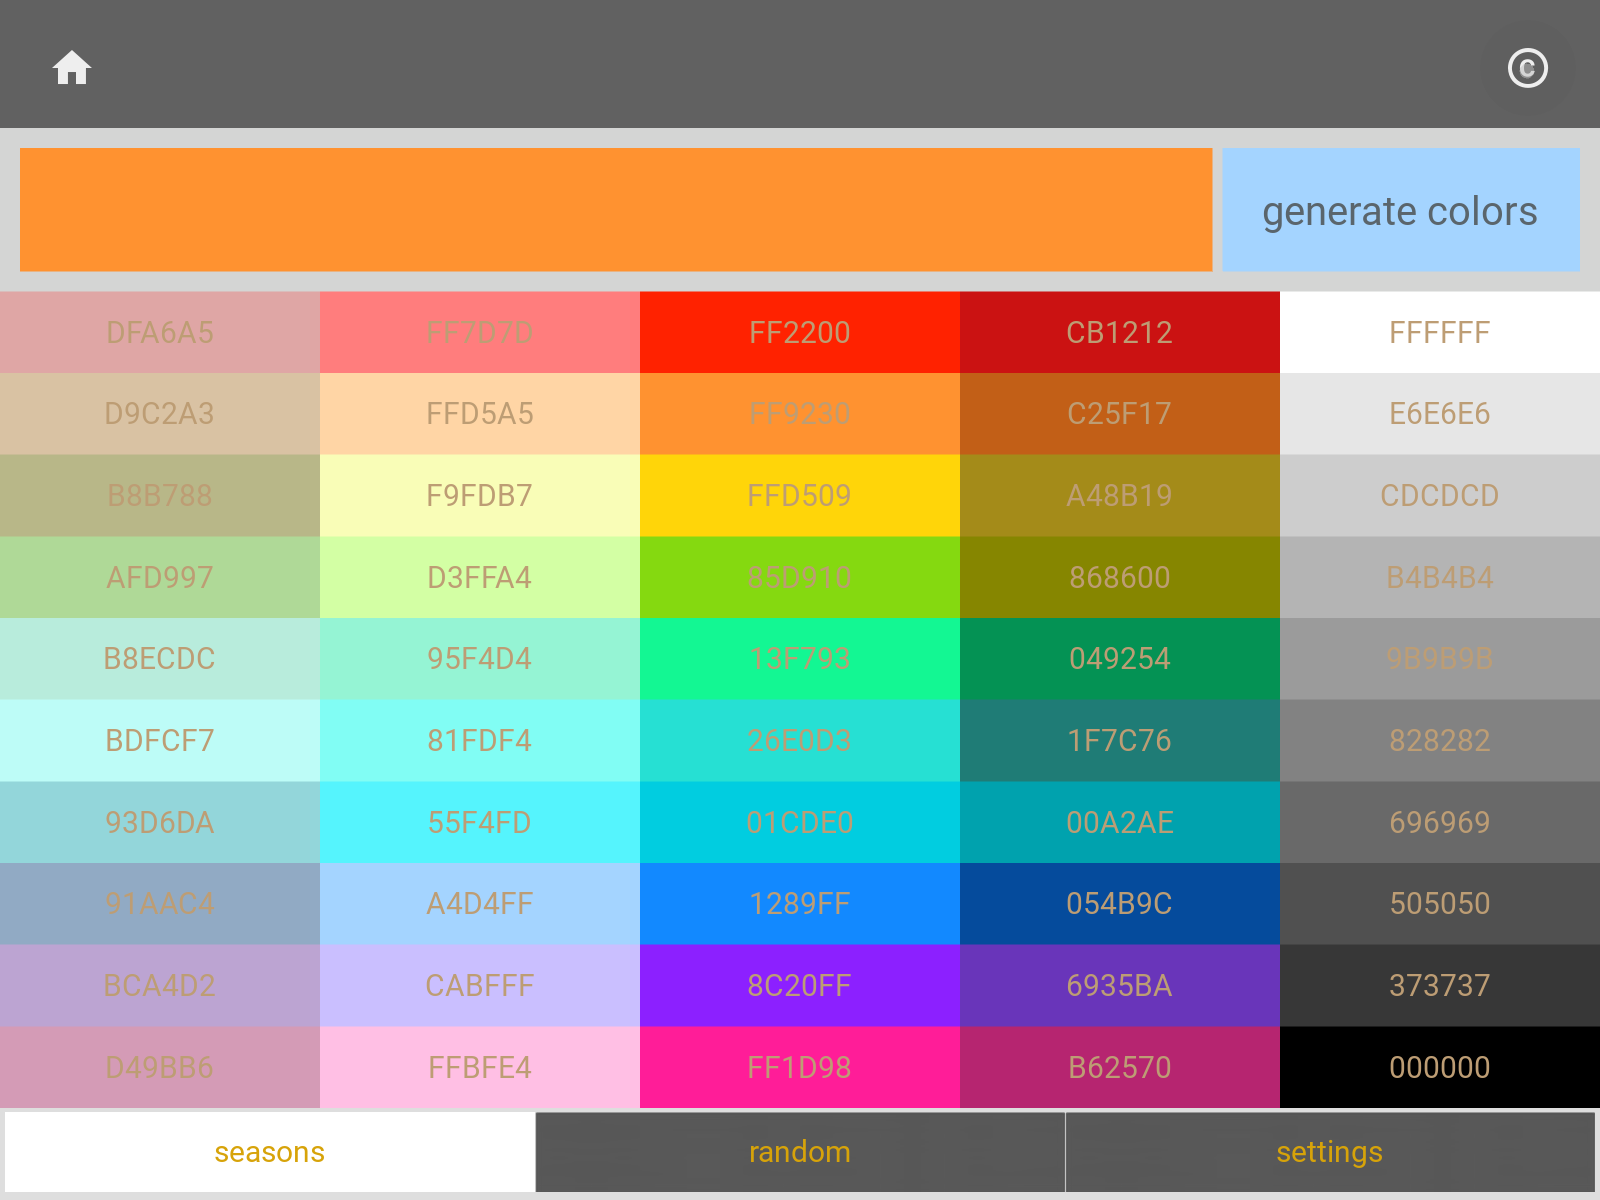 ©
generate colors
DFA6A5 FF7D7D FF2200 CB1212 FFFFFF
D9C2A3 FFD5A5 FF9230 C25F17 E6E6E6
B8B788 F9FDB7 FFD509 A48B19 CDCDCD
AFD997 D3FFA4 85D910 868600 B4B4B4
B8ECDC 95F4D4 13F793 049254 9B9B9B
BDFCF7 81FDF4 26E0D3 1F7C76 828282
93D6DA 55F4FD 01CDE0 00A2AE 696969
91AAC4 A4D4FF 1289FF 054B9C 505050
BCA4D2 CABFFF 8C20FF 6935BA 373737
D49BB6 FFBFE4 FF1D98 B62570 000000
seasons random settings